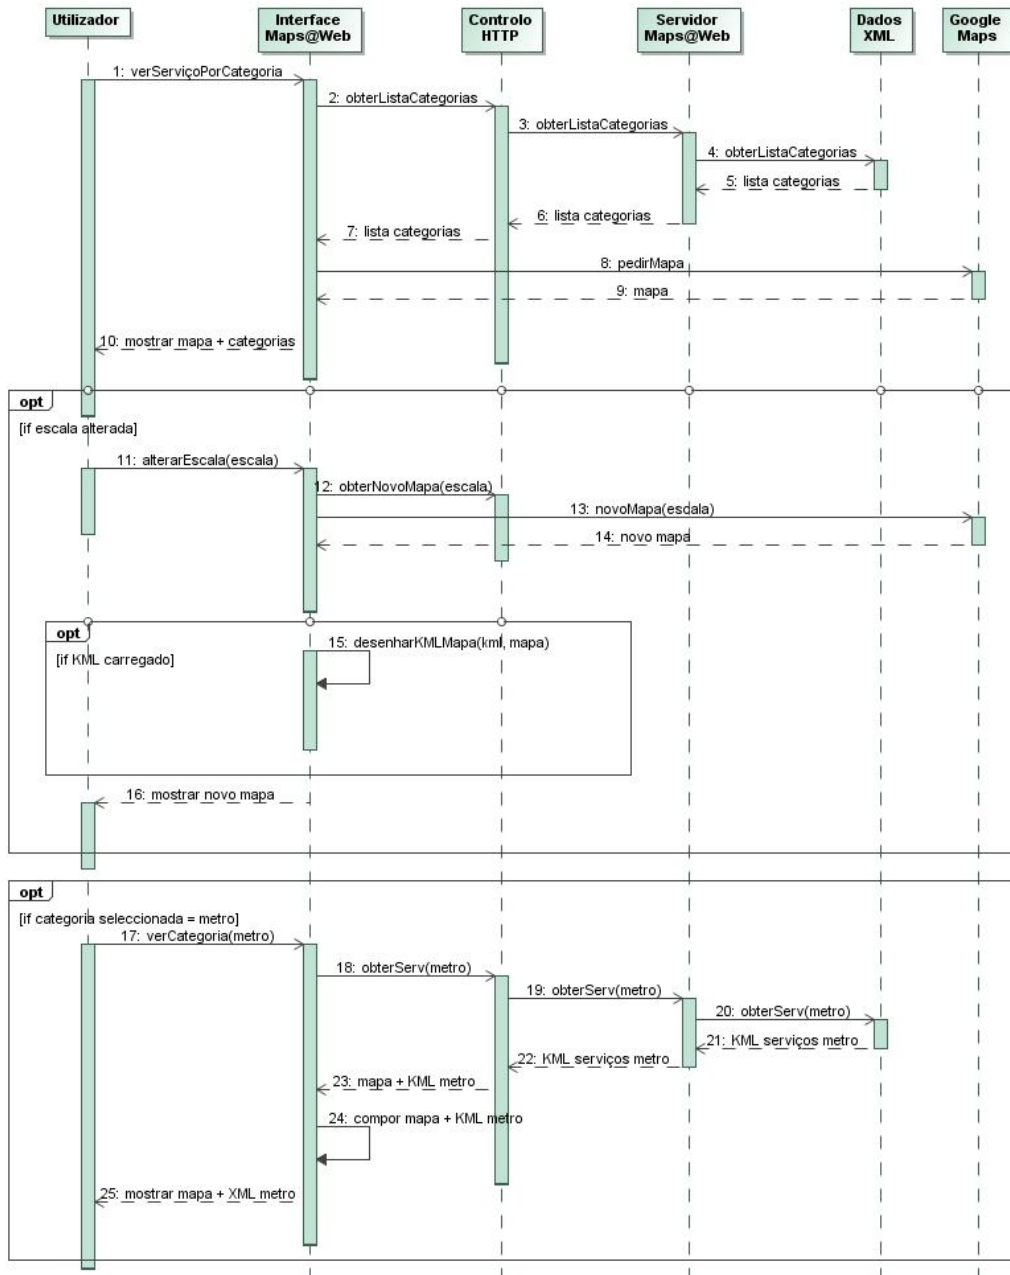 Utilizador
Interface
Maps@Web
Controlo
HTTP
Servidor
Maps@Web
Dados
XML
Google
Maps
1: verServiçoPorCategoria
2: obterListaCategorias
3: obterListaCategorias
4: obterListaCategorias
5: lista categorias
6: lista categorias
7: lista categorias
8: pedirMapa
9: mapa
10: mostrar mapa + categorias
opt
[if escala alterada]
11: alterarEscala(escala)
12: obterNovoMapa(escala)
13: novoMapa(escala)
14: novo mapa
opt
[if KML carregado]
15: desenharKMLMapa(kml, mapa)
16: mostrar novo mapa
opt
[if categoria seleccionada = metro]
17: verCategoria(metro)
18: obterServ(metro)
19: obterServ(metro)
20: obterServ(metro)
21: KML serviços metro
22: KML serviços metro
23: mapa + KML metro
24: compor mapa + KML metro
25: mostrar mapa + XML metro